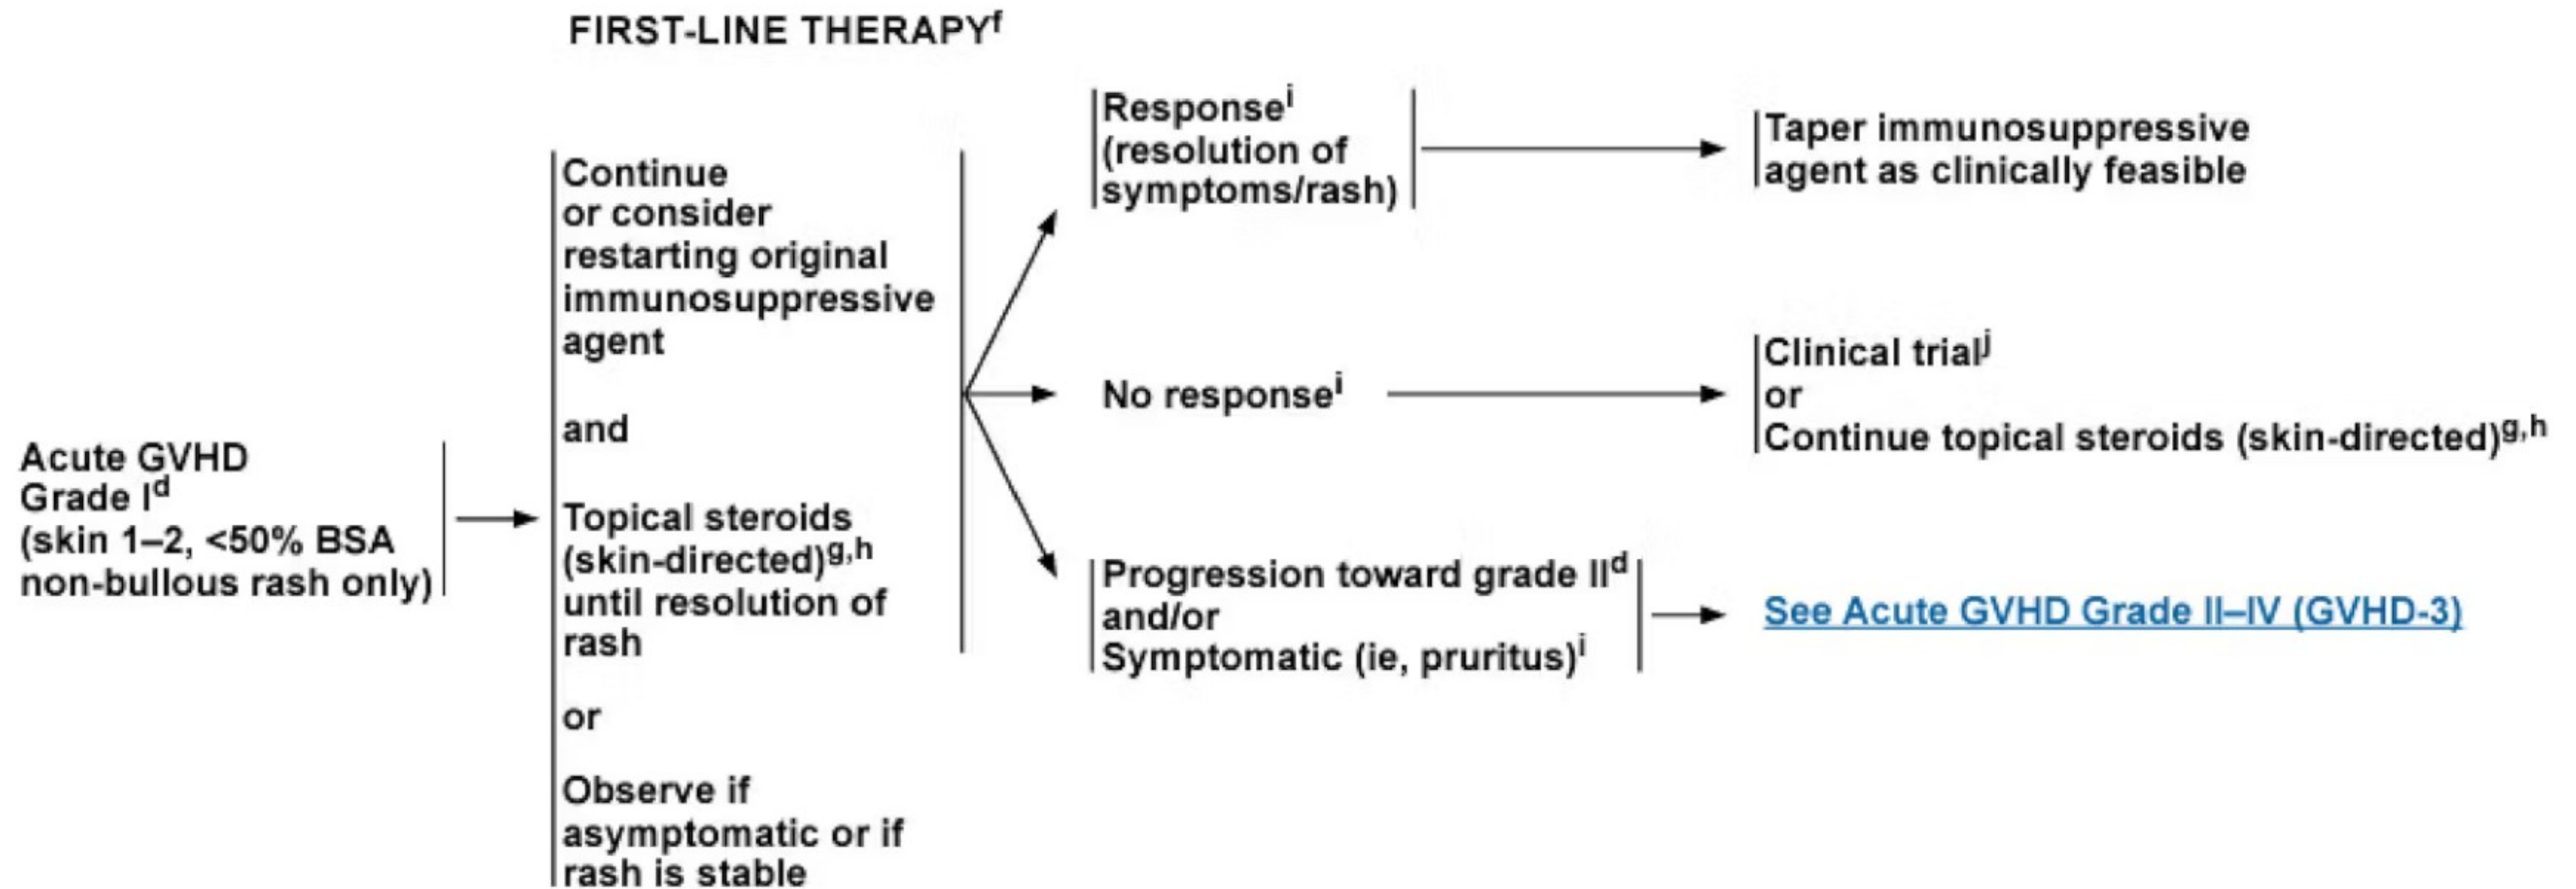 FIRST-LINE THERAPYf
Acute GVHD
Grade Id
(skin 1–2, <50% BSA
non-bullous rash only)
Continue
or consider
restarting original
immunosuppressive
agent
and
Topical steroids
(skin-directed)g,h
until resolution of
rash
or
Observe if
asymptomatic or if
rash is stable
Responsei
(resolution of
symptoms/rash)
Taper immunosuppressive
agent as clinically feasible
No responsei
Clinical trialj
or
Continue topical steroids (skin-directed)g,h
Progression toward grade IId
and/or
Symptomatic (ie, pruritus)i
See Acute GVHD Grade II–IV (GVHD-3)